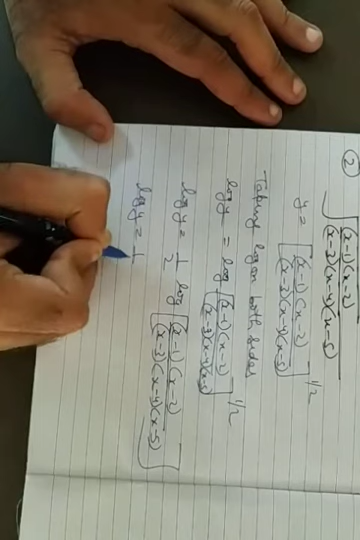 ② √((x-1)(x-2)/(x-3)(x-4)(x-5))
y = [(x-1)(x-2)/(x-3)(x-4)(x-5)]^1/2
Taking log on both sides
log y = log [(x-1)(x-2)/(x-3)(x-4)(x-5)]^1/2
log y = 1/2 log [(x-1)(x-2)/(x-3)(x-4)(x-5)]
log y = 1